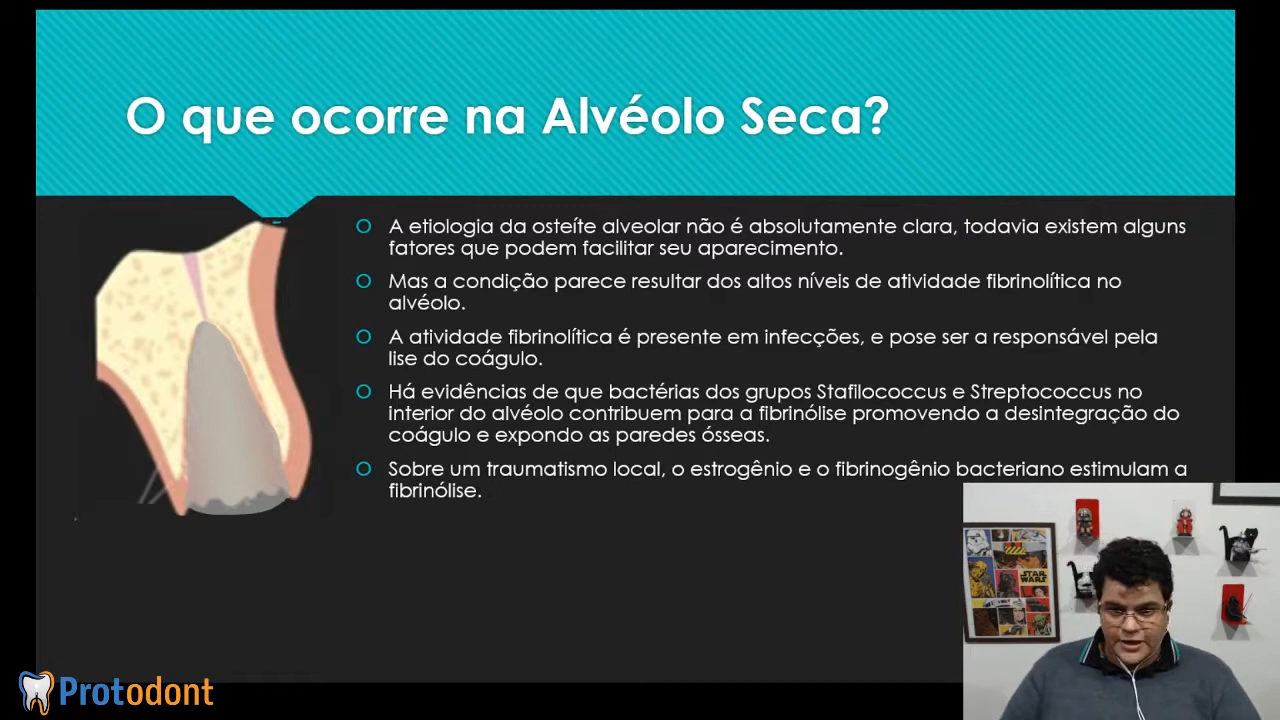 O que ocorre na Alvéolo Seca?
A etiologia da osteíte alveolar não é absolutamente clara, todavia existem alguns
fatores que podem facilitar seu aparecimento.
Mas a condição parece resultar dos altos níveis de atividade fibrinolítica no
alvéolo.
A atividade fibrinolítica é presente em infecções, e pose ser a responsável pela
lise do coágulo.
Há evidências de que bactérias dos grupos Stafilococcus e Streptococcus no
interior do alvéolo contribuem para a fibrinólise promovendo a desintegração do
coágulo e expondo as paredes ósseas.
Sobre um traumatismo local, o estrogênio e o fibrinogênio bacteriano estimulam a
fibrinólise.
STAR
WARS
Protodont